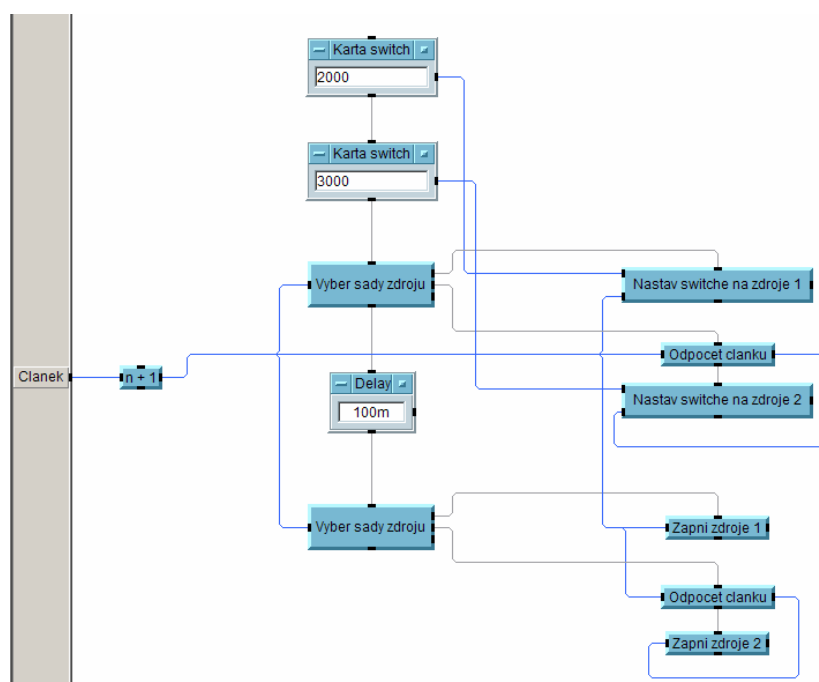 Karta switch
2000
Karta switch
3000
Vyber sady zdroju
Nastav switche na zdroje 1
Odpocet clanku
Clanek
n + 1
Delay
100m
Nastav switche na zdroje 2
Vyber sady zdroju
Zapni zdroje 1
Odpocet clanku
Zapni zdroje 2